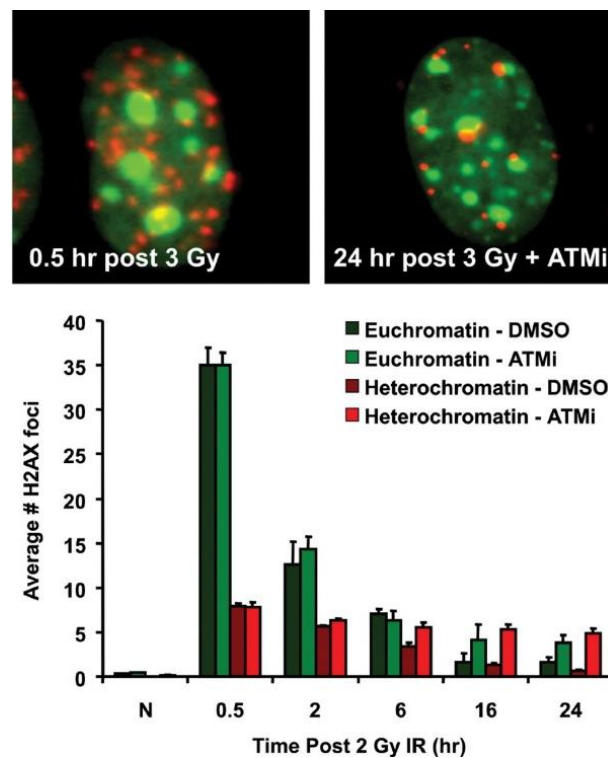 0.5 hr post 3 Gy
24 hr post 3 Gy + ATMi
Euchromatin - DMSO
Euchromatin - ATMi
Heterochromatin - DMSO
Heterochromatin - ATMi
Average # H2AX foci
40
35
30
25
20
15
10
5
0
N 0.5 2 6 16 24
Time Post 2 Gy IR (hr)